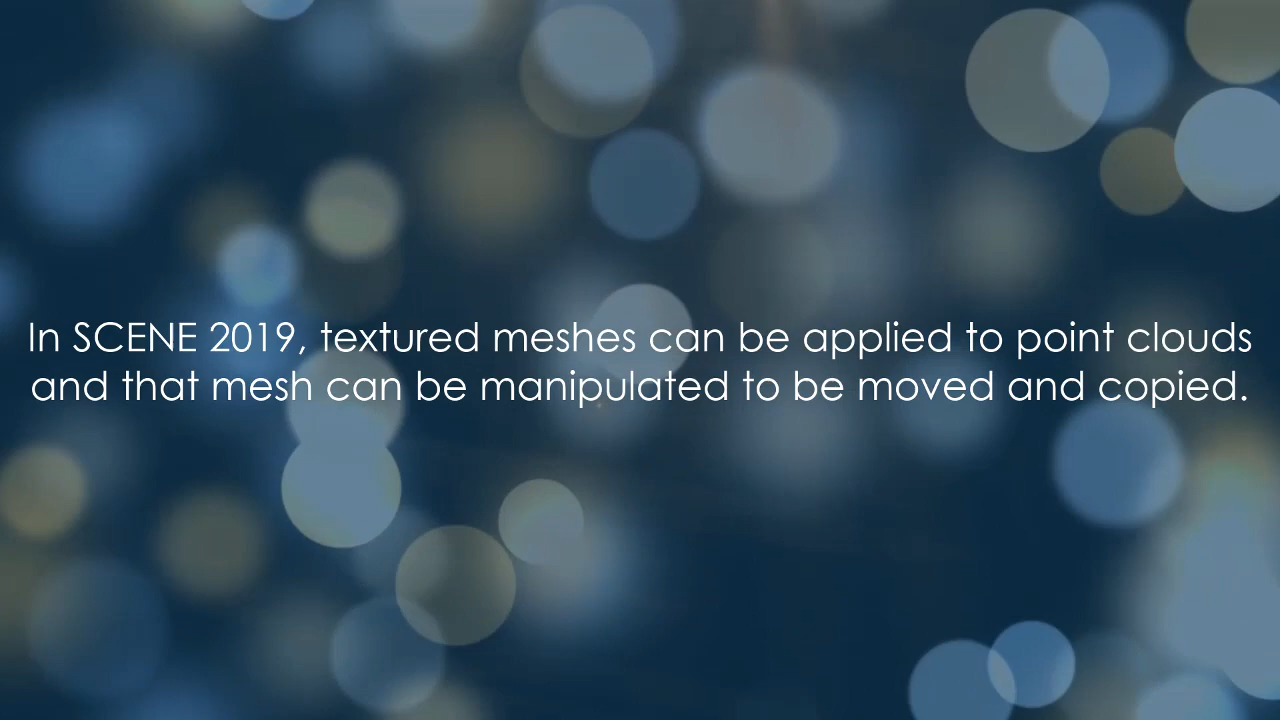 In SCENE 2019, textured meshes can be applied to point clouds
and that mesh can be manipulated to be moved and copied.